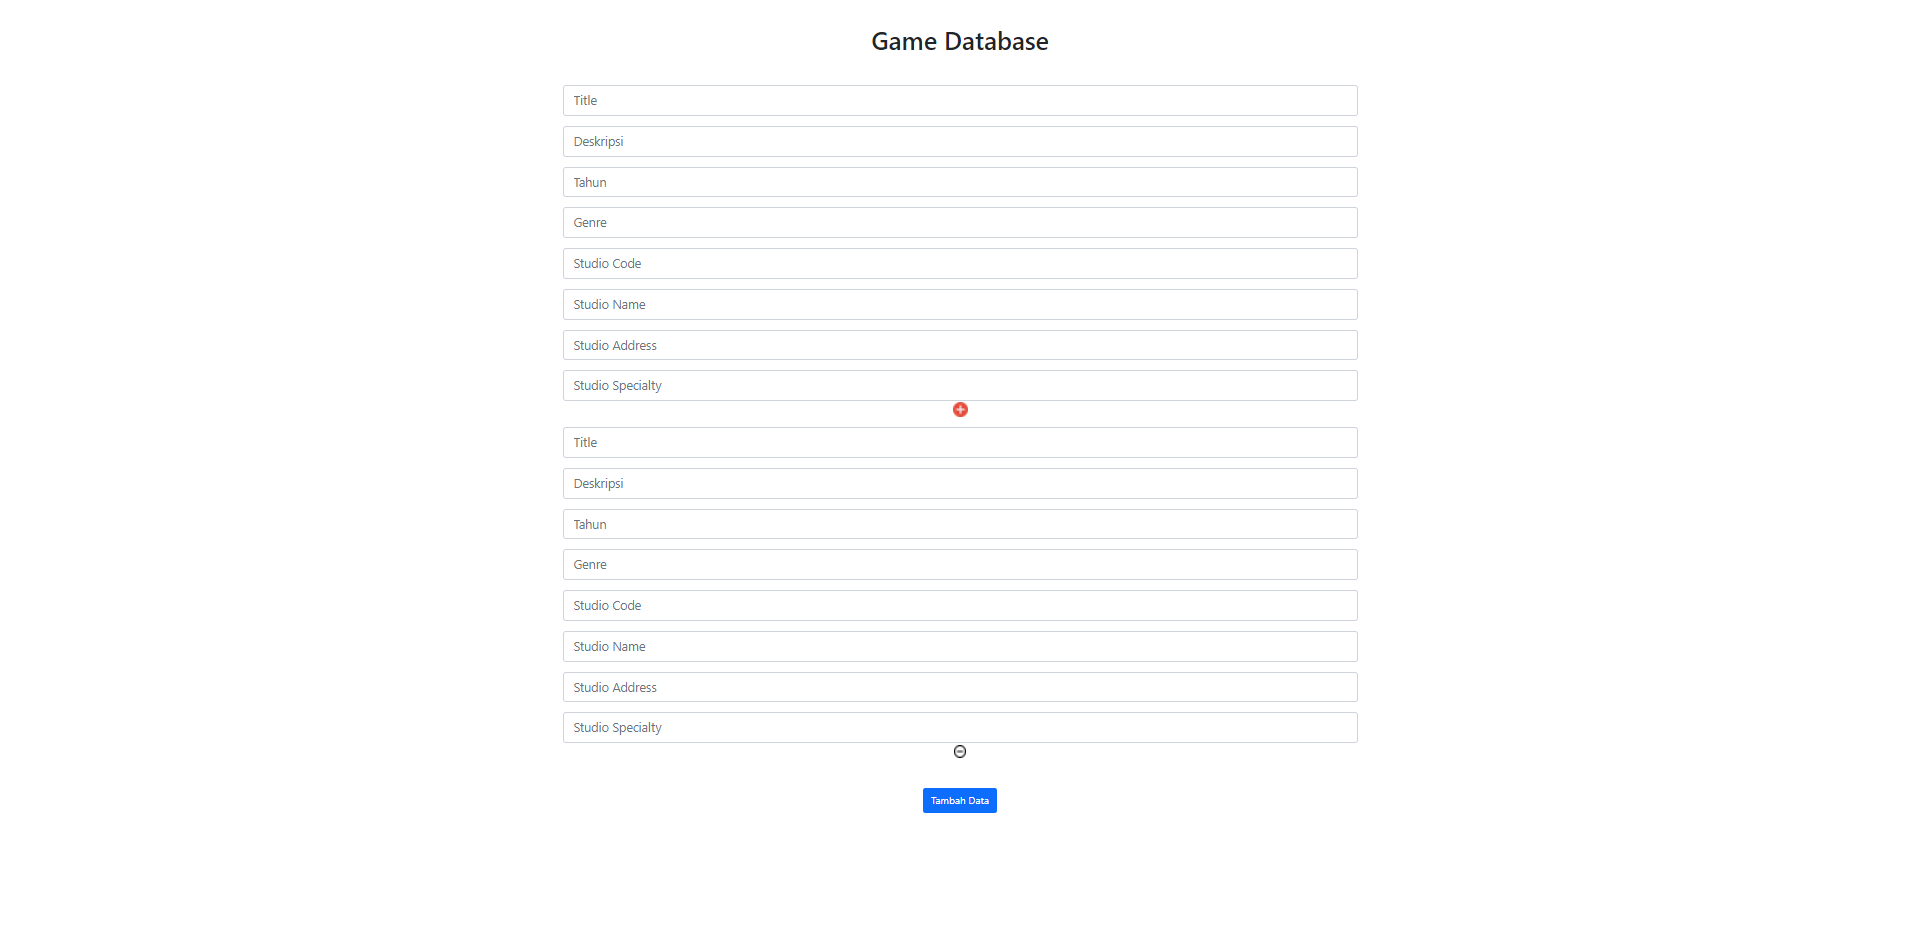 Game Database
Title
Deskripsi
Tahun
Genre
Studio Code
Studio Name
Studio Address
Studio Specialty
Title
Deskripsi
Tahun
Genre
Studio Code
Studio Name
Studio Address
Studio Specialty
Tambah Data